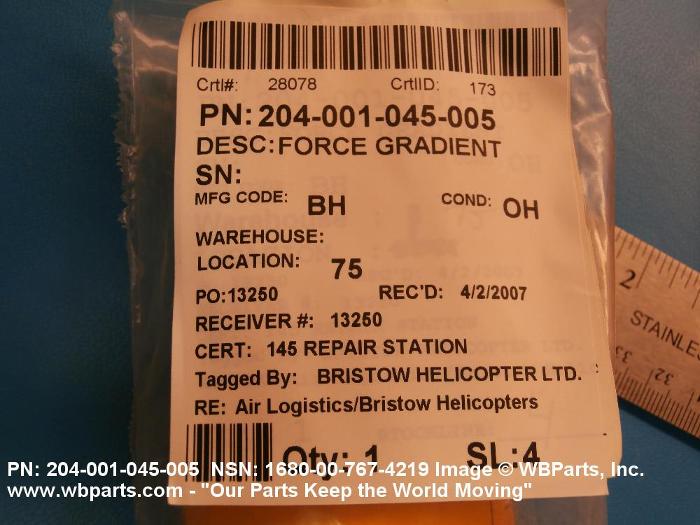 Crtl#: 28078 CrtlID: 173
PN: 204-001-045-005
DESC: FORCE GRADIENT
SN:
MFG CODE: BH COND: OH
WAREHOUSE:
LOCATION: 75
PO:13250 REC'D: 4/2/2007
RECEIVER #: 13250
CERT: 145 REPAIR STATION
Tagged By: BRISTOW HELICOPTER LTD.
RE: Air Logistics/Bristow Helicopters
Qty: 1 SL:4
2
STAINLES
32
PN: 204-001-045-005 NSN: 1680-00-767-4219 Image © WBParts, Inc.
www.wbparts.com - "Our Parts Keep the World Moving"